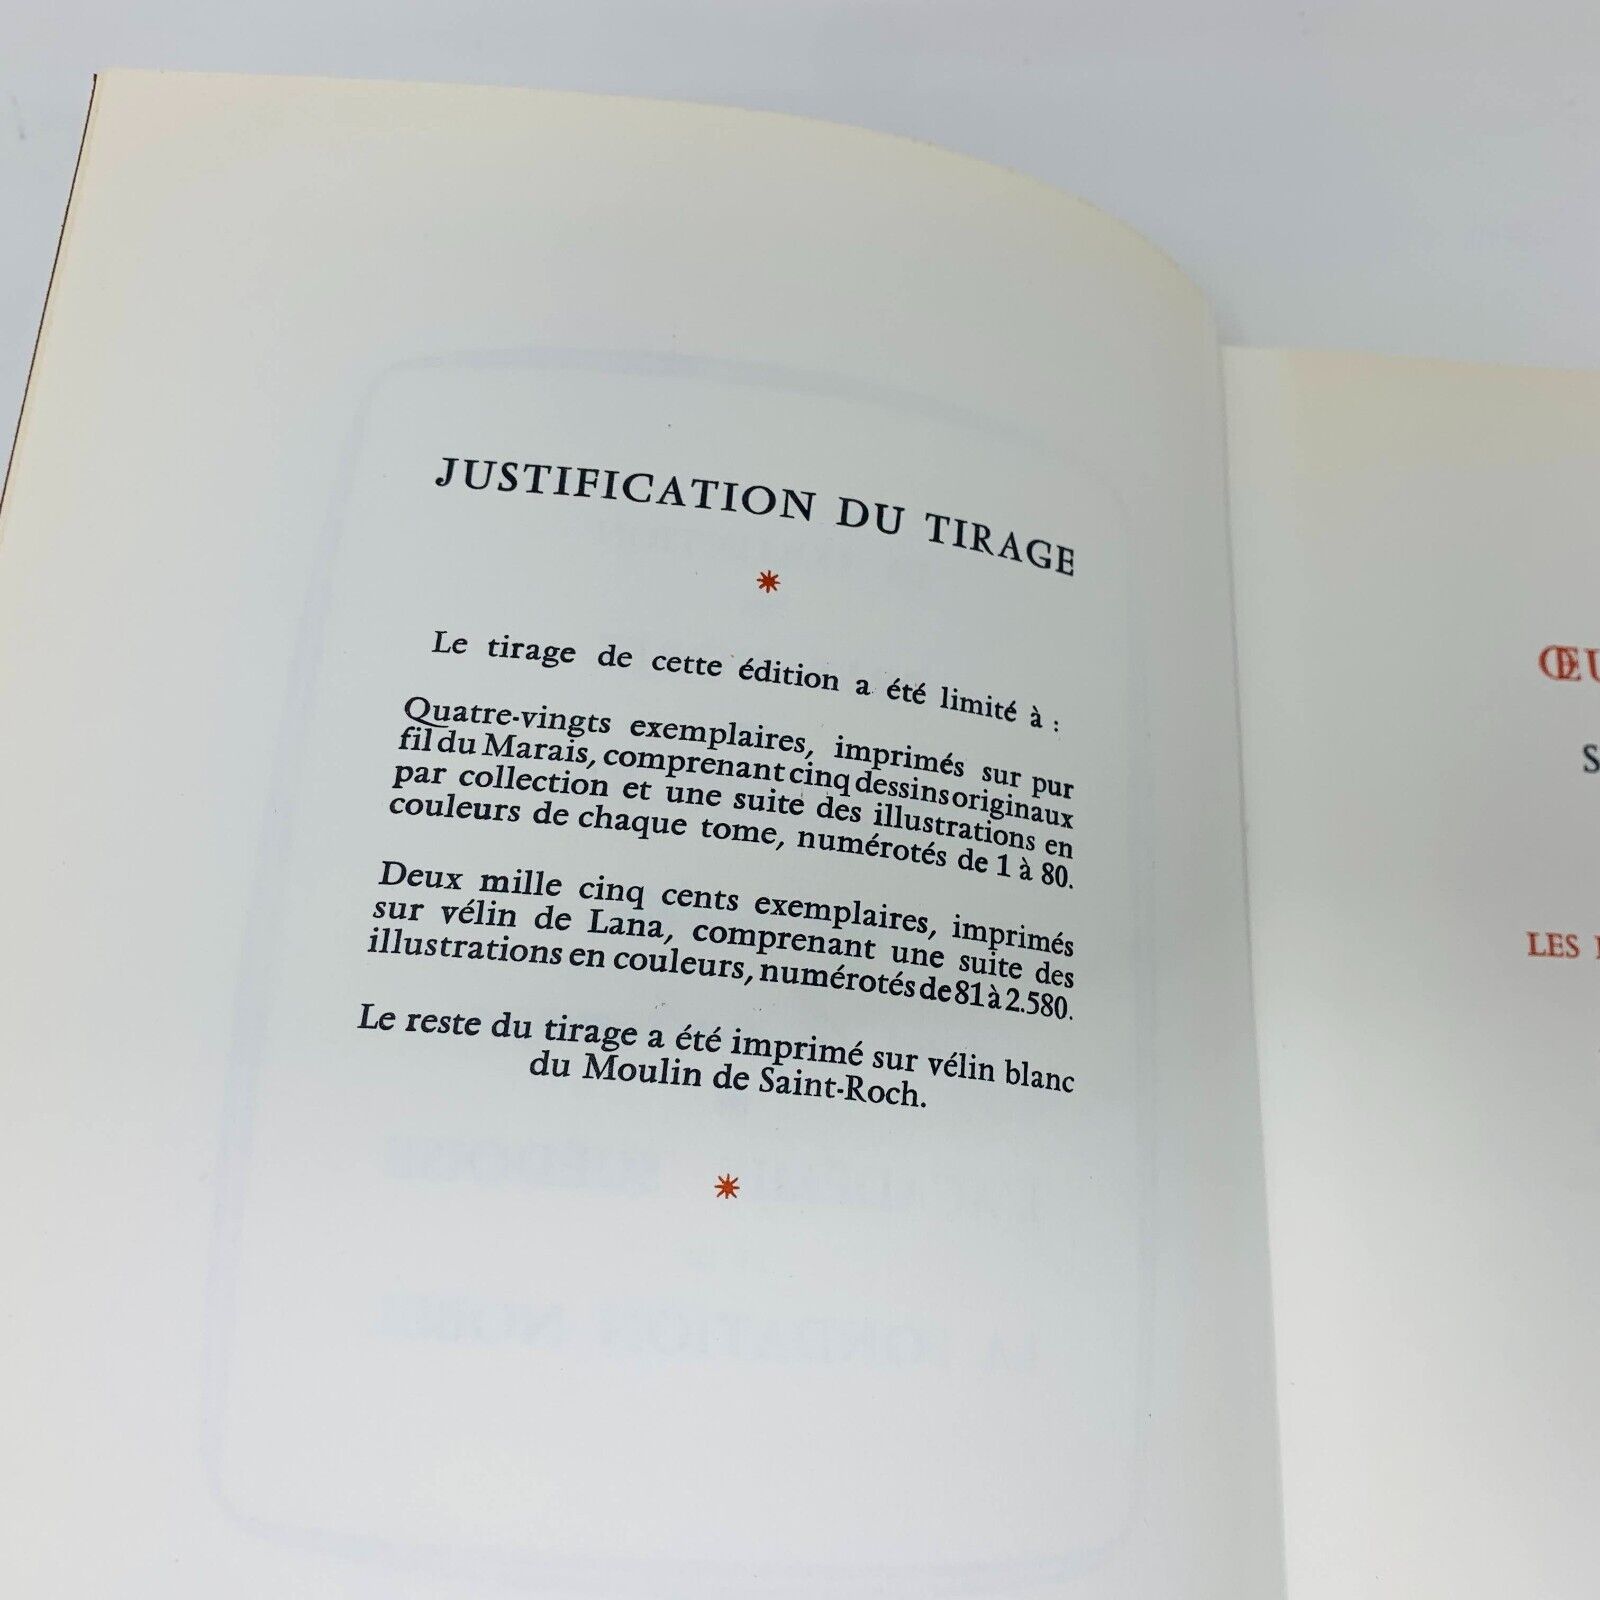 JUSTIFICATION DU TIRAGE
Le tirage de cette édition a été limité à :
Quatre-vingts exemplaires, imprimés sur pur
fil du Marais, comprenant cinq dessins originaux
par collection et une suite des illustrations en
couleurs de chaque tome, numérotés de 1 à 80.
Deux mille cinq cents exemplaires, imprimés
sur vélin de Lana, comprenant une suite des
illustrations en couleurs, numérotés de 81 à 2.580.
Le reste du tirage a été imprimé sur vélin blanc
du Moulin de Saint-Roch.
LES